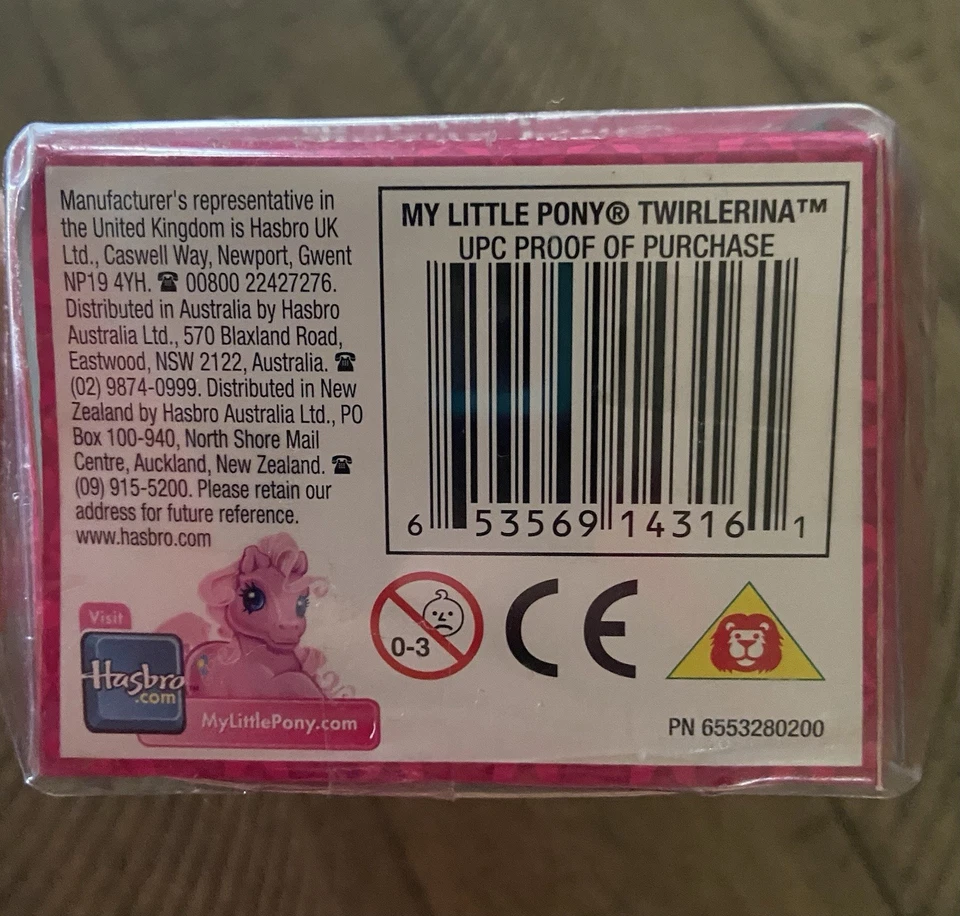 Manufacturer's representative in
the United Kingdom is Hasbro UK
Ltd., Caswell Way, Newport, Gwent
NP19 4YH. ☎ 00800 22427276.
Distributed in Australia by Hasbro
Australia Ltd., 570 Blaxland Road,
Eastwood, NSW 2122, Australia. ☎
(02) 9874-0999. Distributed in New
Zealand by Hasbro Australia Ltd., PO
Box 100-940, North Shore Mail
Centre, Auckland, New Zealand. ☎
(09) 915-5200. Please retain our
address for future reference.
www.hasbro.com
MY LITTLE PONY® TWIRLERINA™
UPC PROOF OF PURCHASE
6 53569 14316 1
0-3
CE
Visit
Hasbro
.com
MyLittlePony.com
PN 6553280200